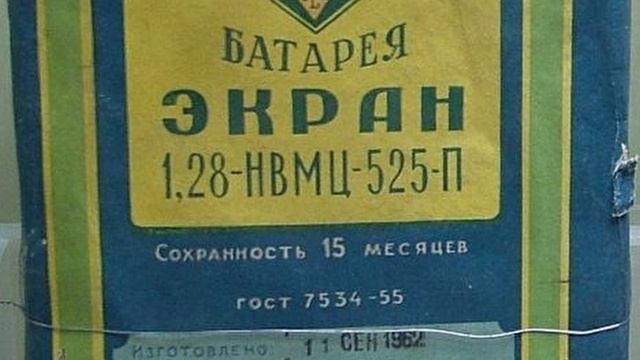 БАТАРЕЯ
ЭКРАН
1,28-НВМЦ-525-П
СОХРАННОСТЬ 15 МЕСЯЦЕВ
ГОСТ 7534-55
ИЗГОТОВЛЕНО: 11 СЕН 1962